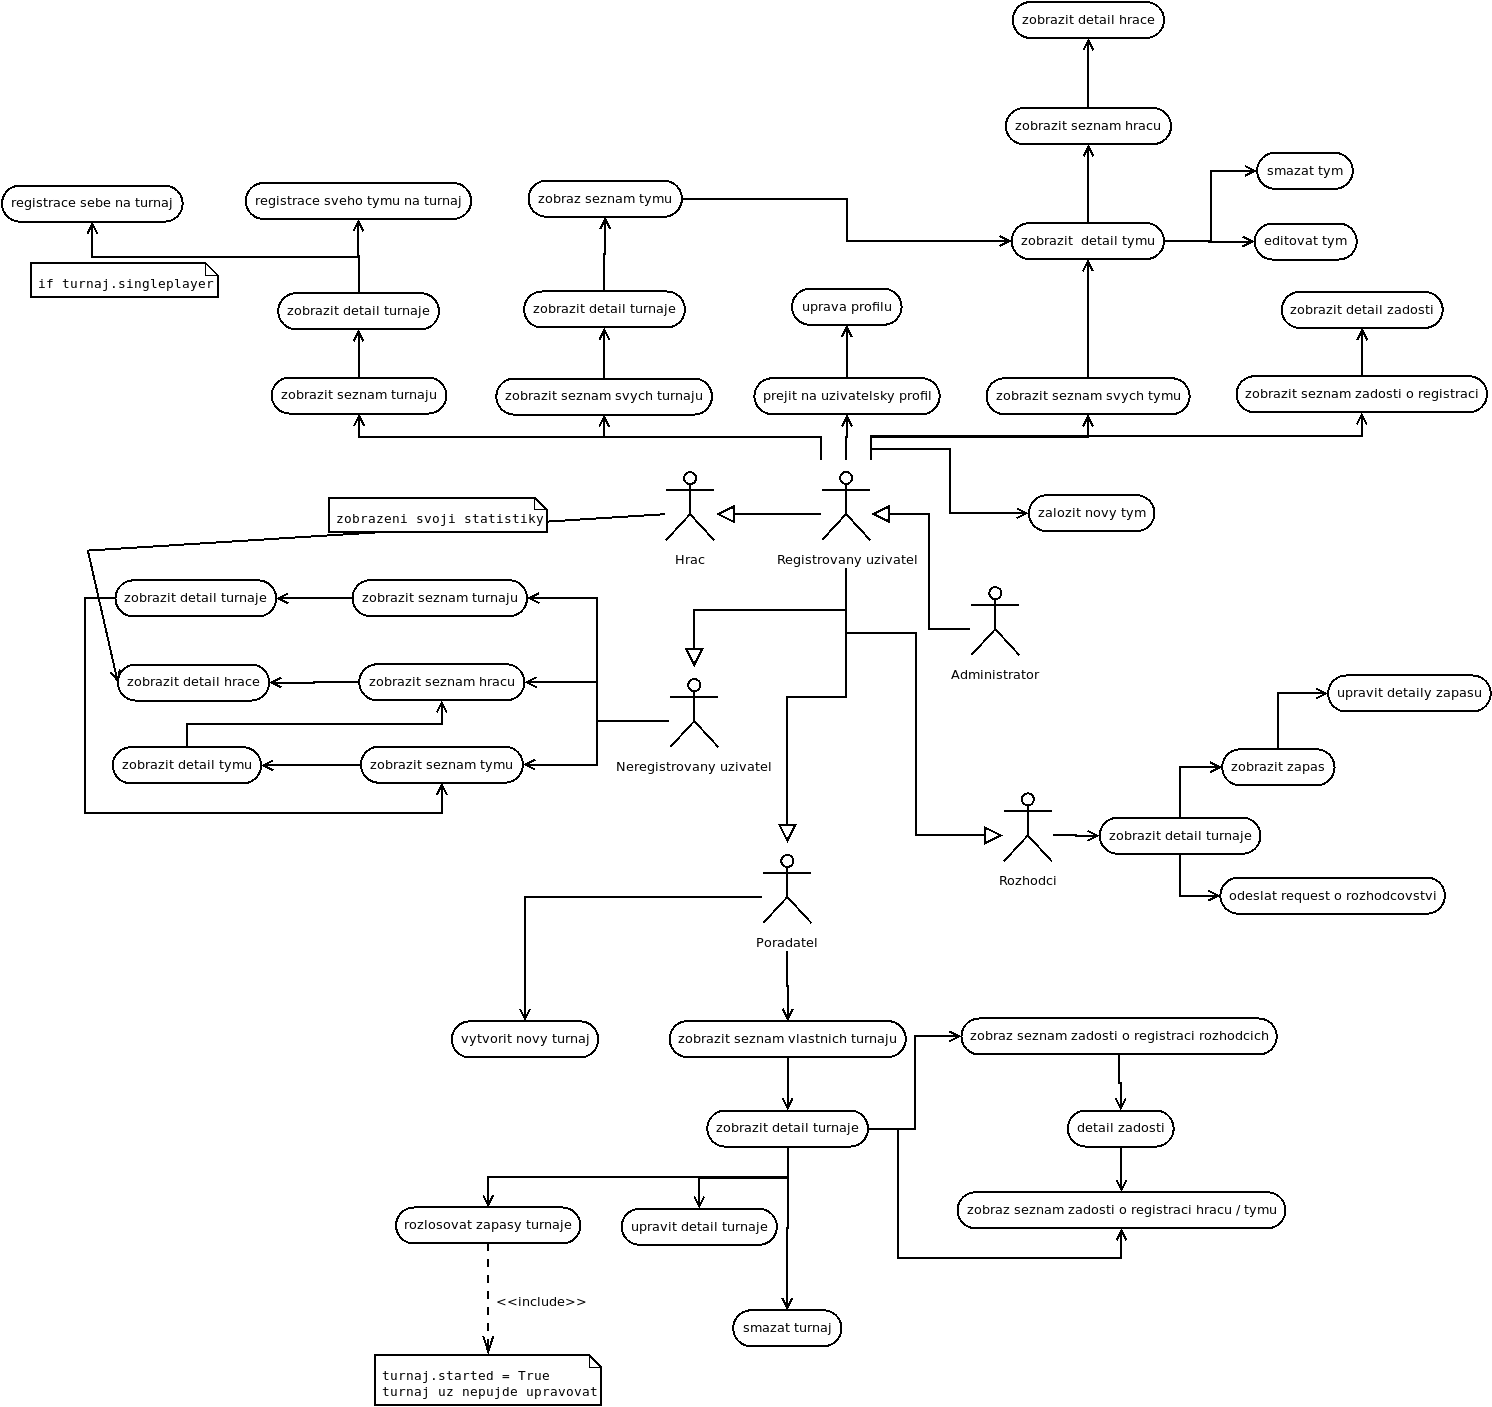 zobrazit detail hrace
zobrazit seznam hracu
smazat tym
registrace sebe na turnaj
registrace sveho tymu na turnaj
zobraz seznam tymu
zobrazit  detail tymu
editovat tym
if turnaj.singleplayer
zobrazit detail turnaje
zobrazit detail turnaje
uprava profilu
zobrazit detail zadosti
zobrazit seznam turnaju
zobrazit seznam svych turnaju
prejit na uzivatelsky profil
zobrazit seznam svych tymu
zobrazit seznam zadosti o registraci
zobrazeni svoji statistiky
zalozit novy tym
Hrac
Registrovany uzivatel
zobrazit detail turnaje
zobrazit seznam turnaju
Administrator
zobrazit detail hrace
zobrazit seznam hracu
upravit detaily zapasu
zobrazit detail tymu
zobrazit seznam tymu
Neregistrovany uzivatel
zobrazit zapas
zobrazit detail turnaje
Rozhodci
odeslat request o rozhodcovstvi
Poradatel
vytvorit novy turnaj
zobrazit seznam vlastnich turnaju
zobraz seznam zadosti o registraci rozhodcich
zobrazit detail turnaje
detail zadosti
rozlosovat zapasy turnaje
upravit detail turnaje
zobraz seznam zadosti o registraci hracu / tymu
<<include>>
smazat turnaj
turnaj.started = True
turnaj uz nepujde upravovat